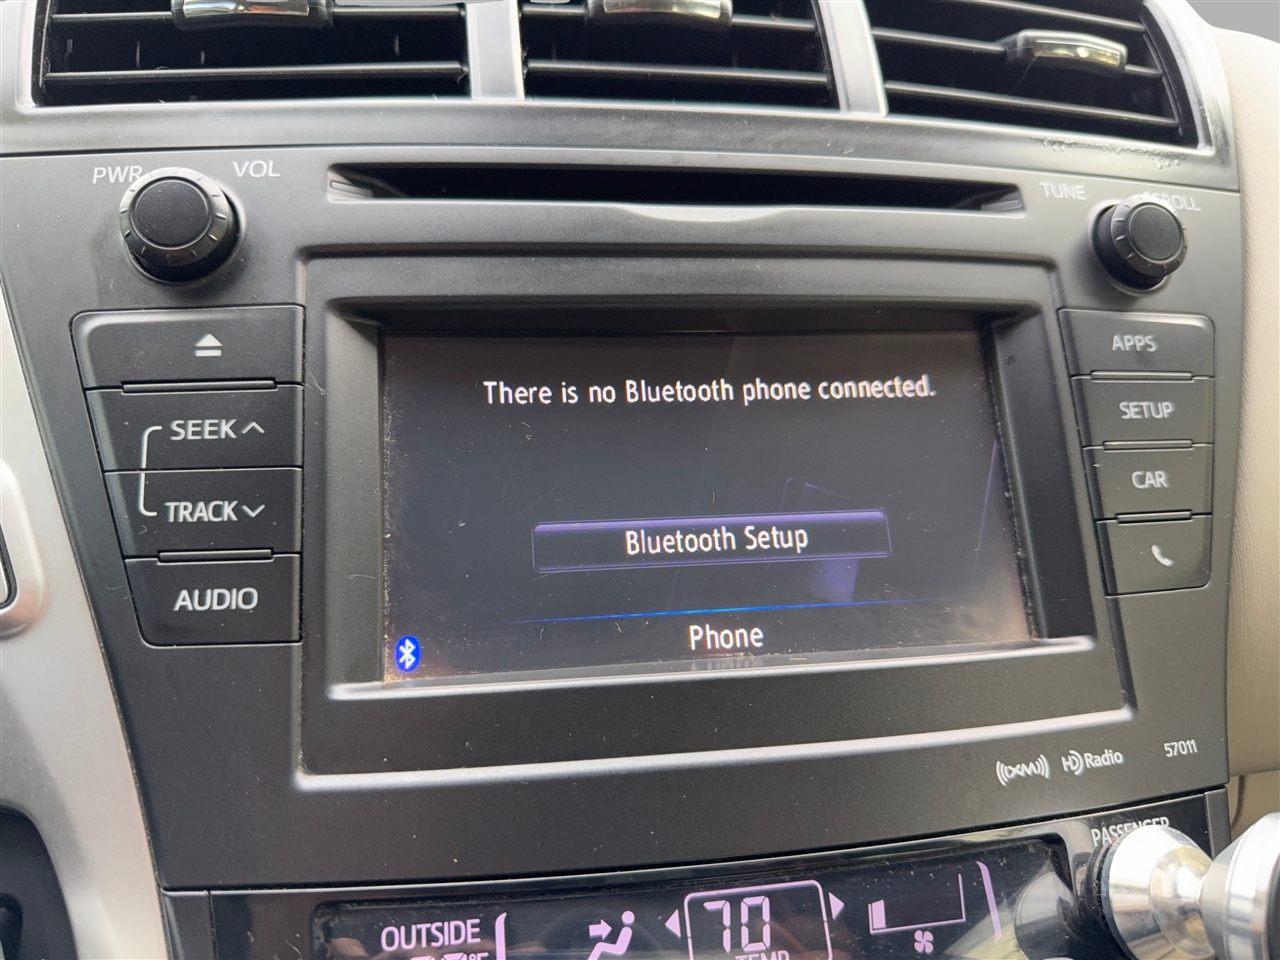 PWR VOL
TUNE SCROLL
APPS
SEEK
SETUP
TRACK
CAR
AUDIO
There is no Bluetooth phone connected.
Bluetooth Setup
Phone
((XM)) HD Radio 57011
PASSENGER
OUTSIDE
°F
70
TEMP